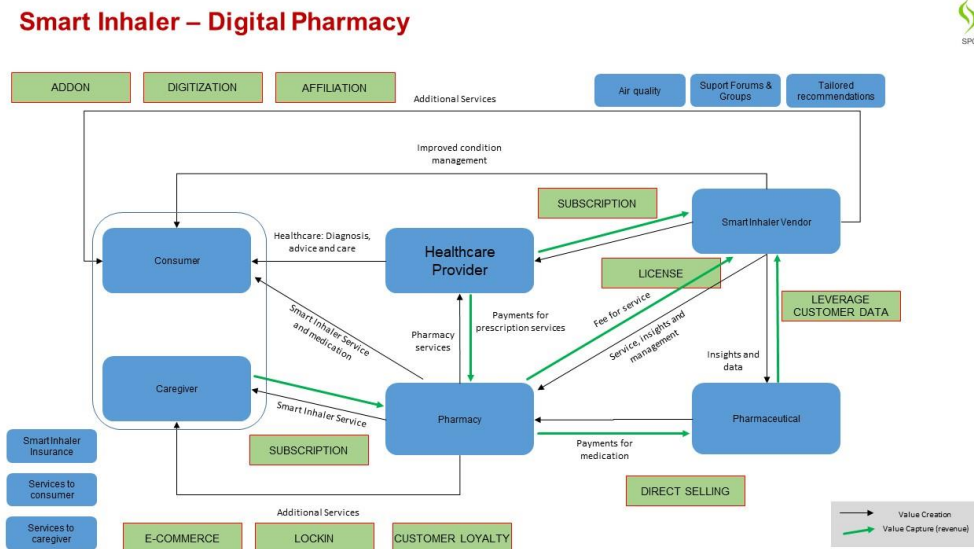 Smart Inhaler – Digital Pharmacy
ADDON
DIGITIZATION
AFFILIATION
Additional Services
Air quality
Suport Forums &
Groups
Tailored
recommendations
Improved condition
management
SUBSCRIPTION
Smart Inhaler Vendor
Consumer
Healthcare: Diagnosis,
advice and care
Healthcare
Provider
LICENSE
LEVERAGE
CUSTOMER DATA
Smart Inhaler Service
and medication
Pharmacy
services
Payments for
prescription services
Fee for service
Service, insights and
management
Insights and
data
Caregiver
Smart Inhaler Service
Pharmacy
Pharmaceutical
Payments for
medication
SUBSCRIPTION
Smart Inhaler
Insurance
Services to
consumer
Services to
caregiver
DIRECT SELLING
Additional Services
E-COMMERCE
LOCKIN
CUSTOMER LOYALTY
Value Creation
Value Capture (revenue)